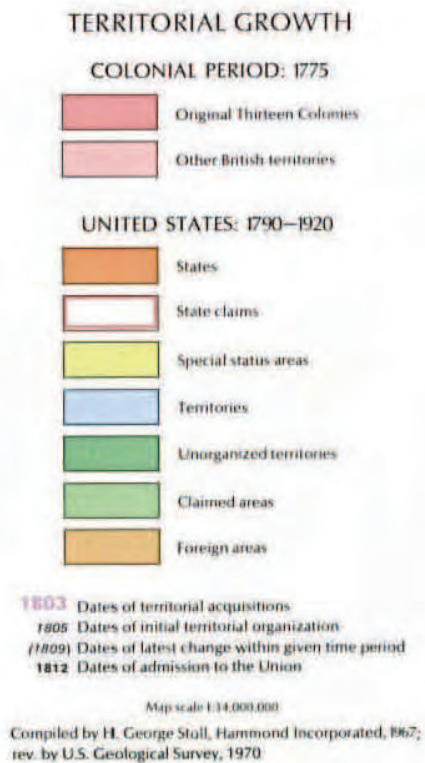 TERRITORIAL GROWTH
COLONIAL PERIOD: 1775
Original Thirteen Colonies
Other British territories
UNITED STATES: 1790–1920
States
State claims
Special status areas
Territories
Unorganized territories
Claimed areas
Foreign areas
1803 Dates of territorial acquisitions
1805 Dates of initial territorial organization
(1809) Dates of latest change within given time period
1812 Dates of admission to the Union
Map scale 1:34,000,000
Compiled by H. George Stoll, Hammond Incorporated, 1967;
rev. by U.S. Geological Survey, 1970